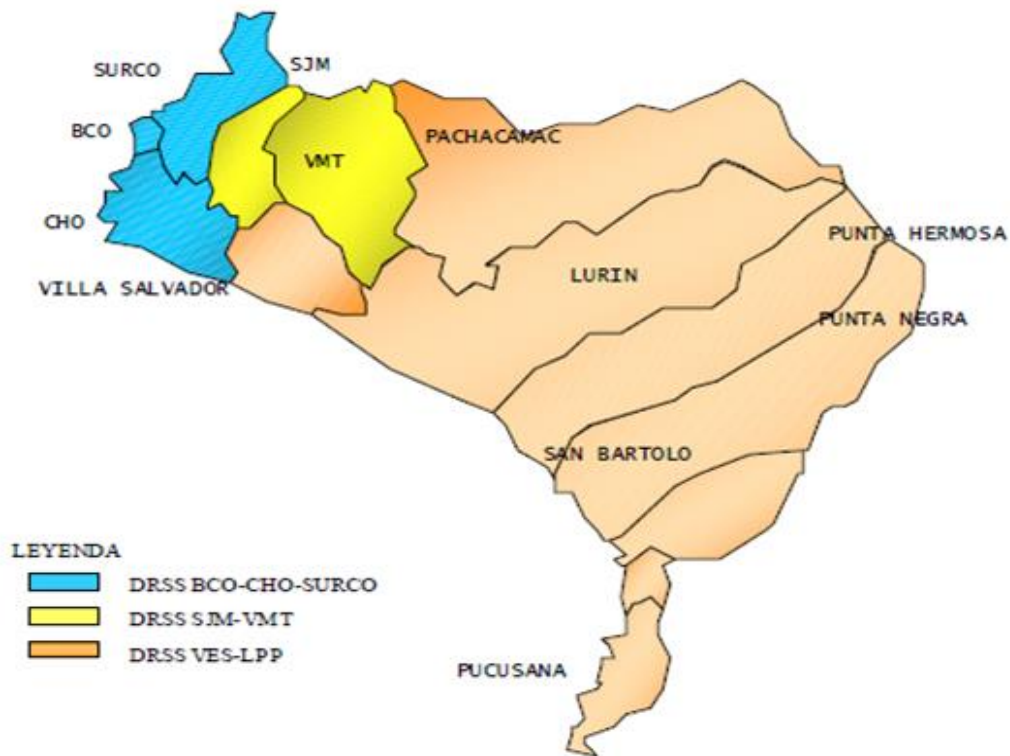 SURCO
SJM
BCO
PACHACAMAC
VMT
CHO
PUNTA HERMOSA
LURIN
VILLA SALVADOR
PUNTA NEGRA
SAN BARTOLO
LEYENDA
DRSS BCO-CHO-SURCO
DRSS SJM-VMT
DRSS VES-LPP
PUCUSANA